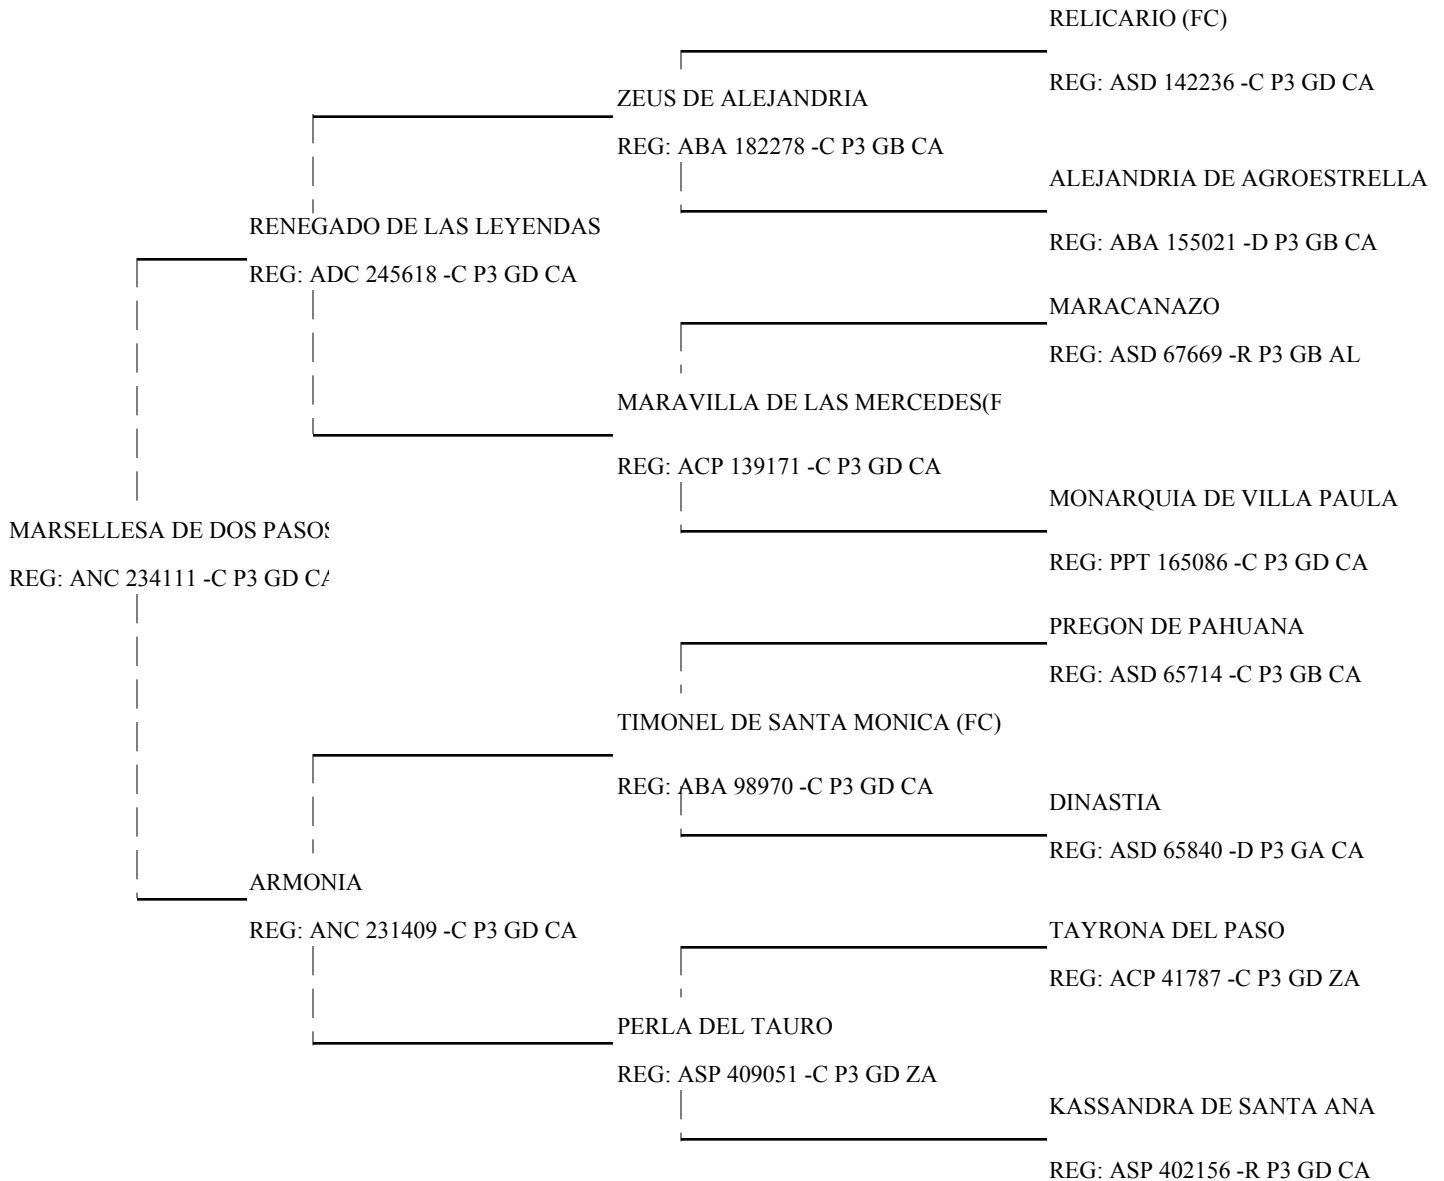 RELICARIO (FC)
REG: ASD 142236 -C P3 GD CA
ZEUS DE ALEJANDRIA
REG: ABA 182278 -C P3 GB CA
ALEJANDRIA DE AGROESTRELLA
REG: ABA 155021 -D P3 GB CA
RENEGADO DE LAS LEYENDAS
REG: ADC 245618 -C P3 GD CA
MARACANAZO
REG: ASD 67669 -R P3 GB AL
MARAVILLA DE LAS MERCEDES(F
REG: ACP 139171 -C P3 GD CA
MONARQUIA DE VILLA PAULA
REG: PPT 165086 -C P3 GD CA
MARSELLESA DE DOS PASOS
REG: ANC 234111 -C P3 GD CA
PREGON DE PAHUANA
REG: ASD 65714 -C P3 GB CA
TIMONEL DE SANTA MONICA (FC)
REG: ABA 98970 -C P3 GD CA
DINASTIA
REG: ASD 65840 -D P3 GA CA
ARMONIA
REG: ANC 231409 -C P3 GD CA
TAYRONA DEL PASO
REG: ACP 41787 -C P3 GD ZA
PERLA DEL TAURO
REG: ASP 409051 -C P3 GD ZA
KASSANDRA DE SANTA ANA
REG: ASP 402156 -R P3 GD CA